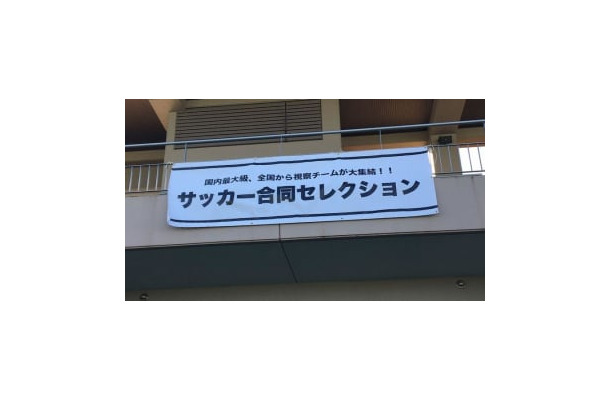 国内最大級、全国から視察チームが大集結！！
サッカー合同セレクション